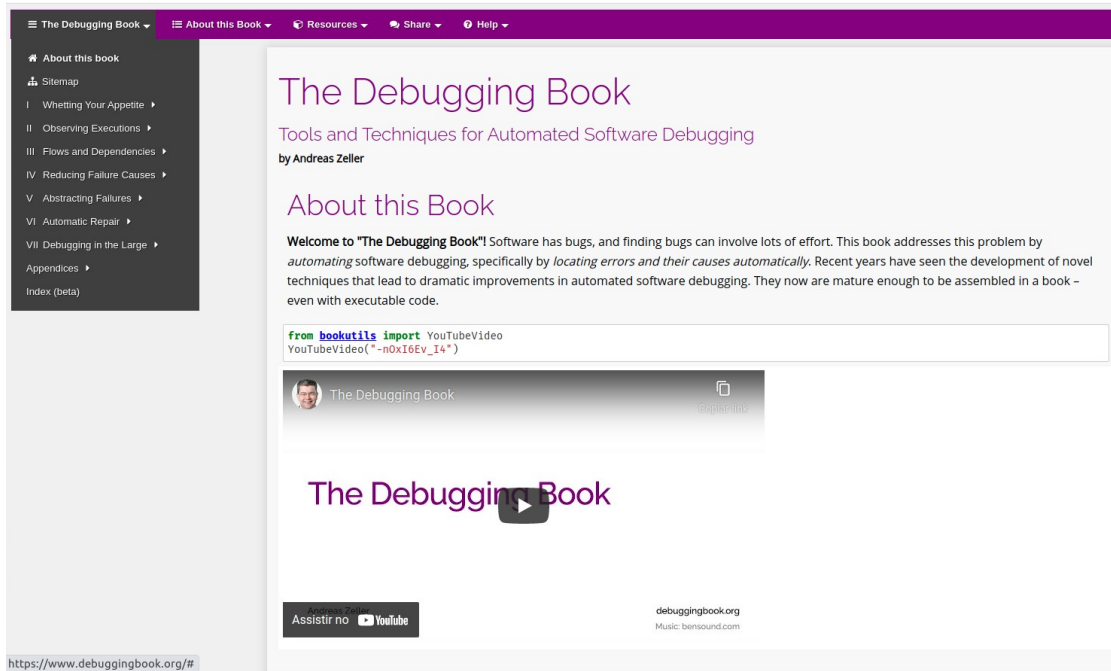 The Debugging Book
About this Book
Resources
Share
Help
About this book
Sitemap
I Whetting Your Appetite
II Observing Executions
III Flows and Dependencies
IV Reducing Failure Causes
V Abstracting Failures
VI Automatic Repair
VII Debugging in the Large
Appendices
Index (beta)
The Debugging Book
Tools and Techniques for Automated Software Debugging
by Andreas Zeller
About this Book
Welcome to "The Debugging Book"! Software has bugs, and finding bugs can involve lots of effort. This book addresses this problem by
automating software debugging, specifically by locating errors and their causes automatically. Recent years have seen the development of novel
techniques that lead to dramatic improvements in automated software debugging. They now are mature enough to be assembled in a book –
even with executable code.
from bookutils import YouTubeVideo
YouTubeVideo("-nOxI6Ev_I4")
The Debugging Book
Copiar link
The Debugging Book
Andreas Zeller
Assistir no YouTube
debuggingbook.org
Music: bensound.com
https://www.debuggingbook.org/#